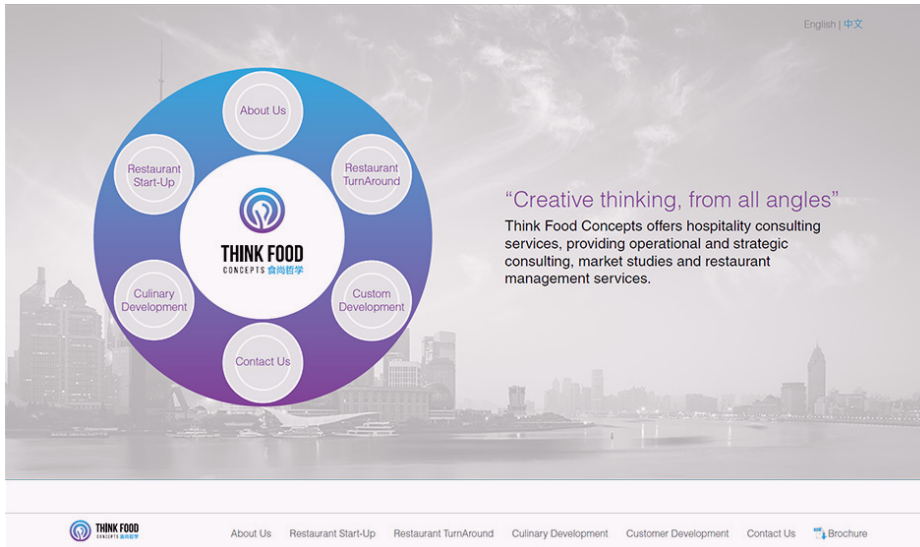 English | 中文
About Us
Restaurant
Start-Up
Restaurant
TurnAround
THINK FOOD
CONCEPTS 食尚哲学
Culinary
Development
Custom
Development
Contact Us
“Creative thinking, from all angles”
Think Food Concepts offers hospitality consulting
services, providing operational and strategic
consulting, market studies and restaurant
management services.
THINK FOOD
CONCEPTS 食尚哲学
About Us Restaurant Start-Up Restaurant TurnAround Culinary Development Customer Development Contact Us Brochure